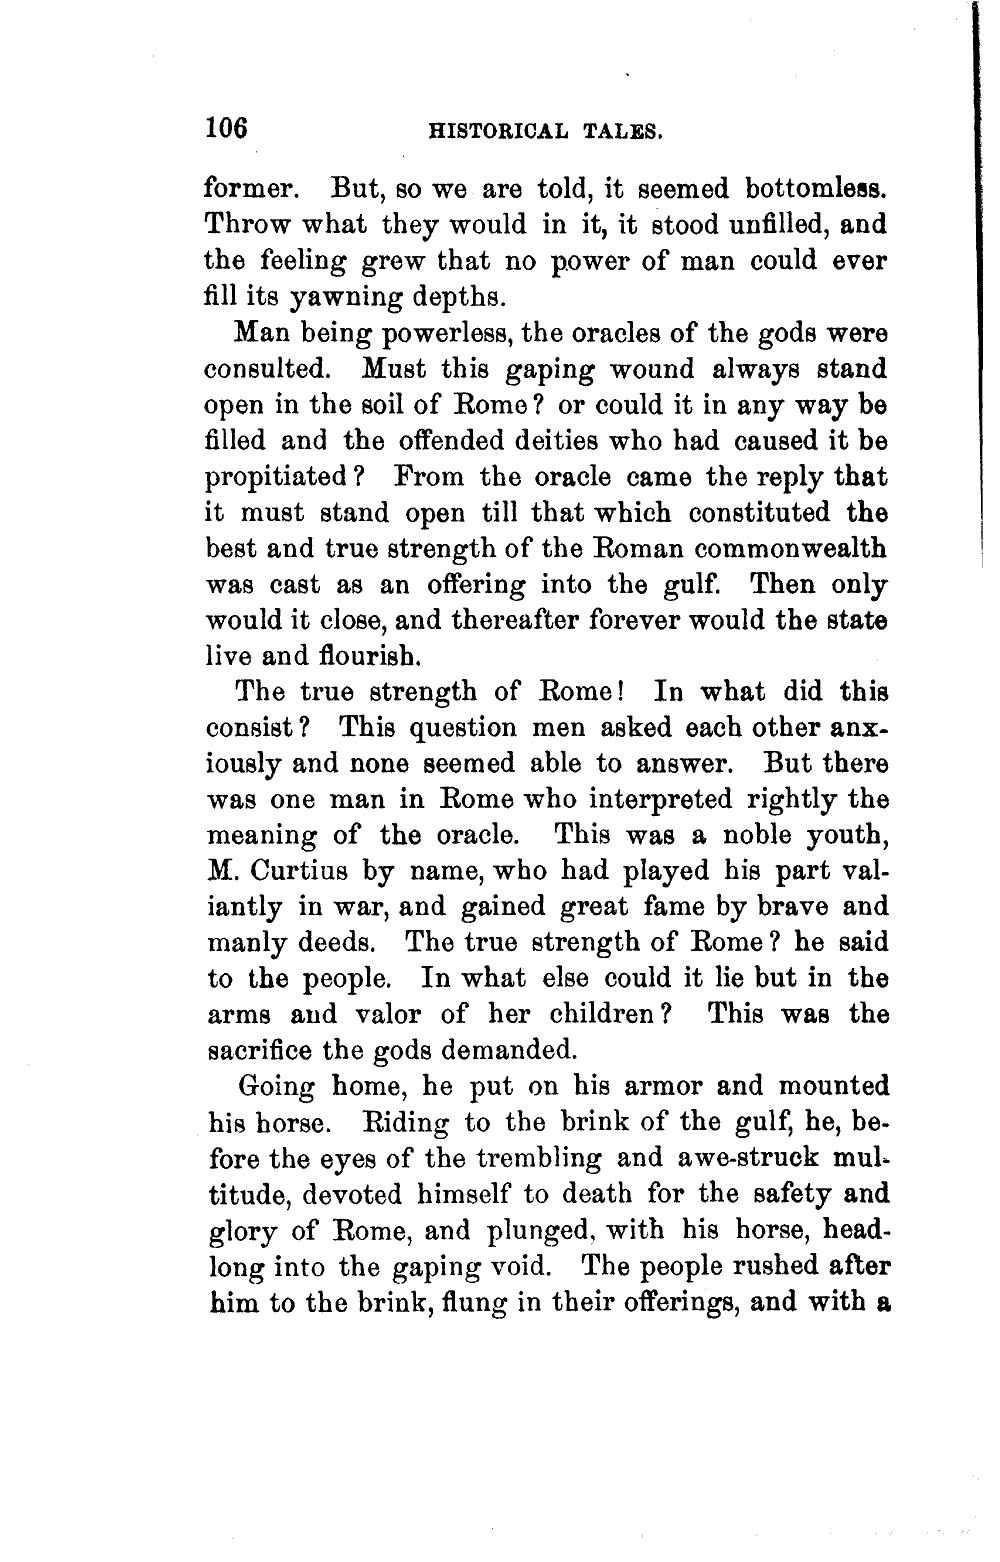 106 HISTORICAL TALES.
former. But, so we are told, it seemed bottomless.
Throw what they would in it, it stood unfilled, and
the feeling grew that no power of man could ever
fill its yawning depths.
Man being powerless, the oracles of the gods were
consulted. Must this gaping wound always stand
open in the soil of Rome? or could it in any way be
filled and the offended deities who had caused it be
propitiated? From the oracle came the reply that
it must stand open till that which constituted the
best and true strength of the Roman commonwealth
was cast as an offering into the gulf. Then only
would it close, and thereafter forever would the state
live and flourish.
The true strength of Rome! In what did this
consist? This question men asked each other anx-
iously and none seemed able to answer. But there
was one man in Rome who interpreted rightly the
meaning of the oracle. This was a noble youth,
M. Curtius by name, who had played his part val-
iantly in war, and gained great fame by brave and
manly deeds. The true strength of Rome? he said
to the people. In what else could it lie but in the
arms and valor of her children? This was the
sacrifice the gods demanded.
Going home, he put on his armor and mounted
his horse. Riding to the brink of the gulf, he, be-
fore the eyes of the trembling and awe-struck mul-
titude, devoted himself to death for the safety and
glory of Rome, and plunged, with his horse, head-
long into the gaping void. The people rushed after
him to the brink, flung in their offerings, and with a